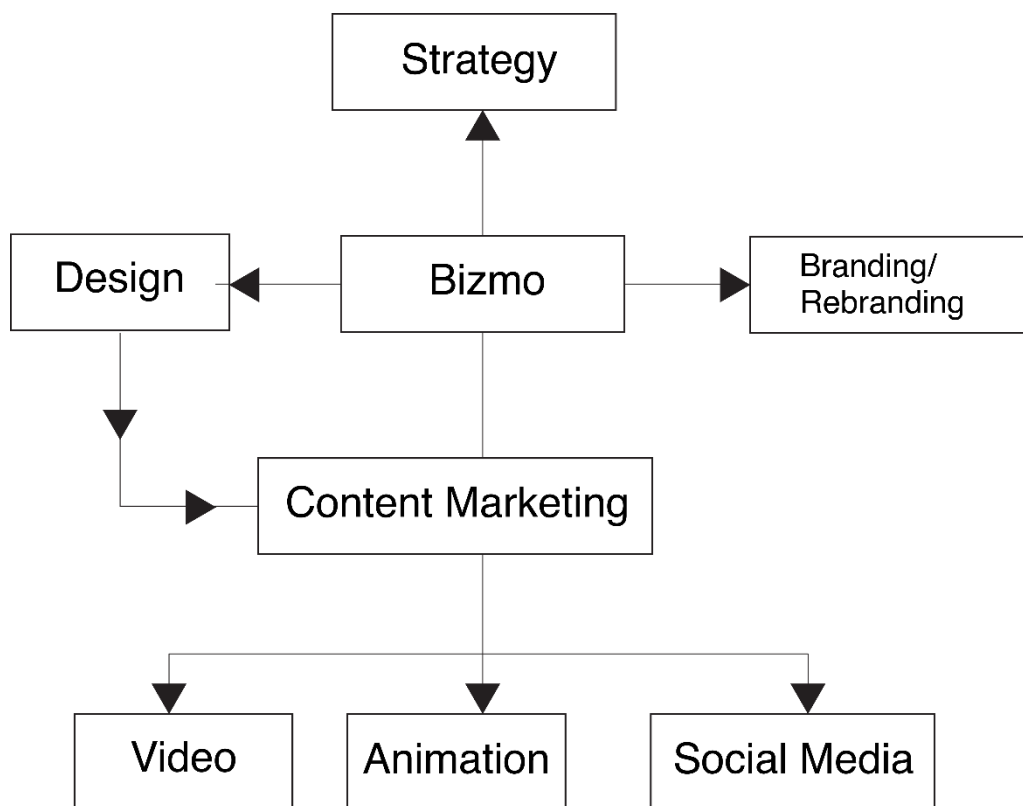 Strategy
Design
Bizmo
Branding/
Rebranding
Content Marketing
Video
Animation
Social Media